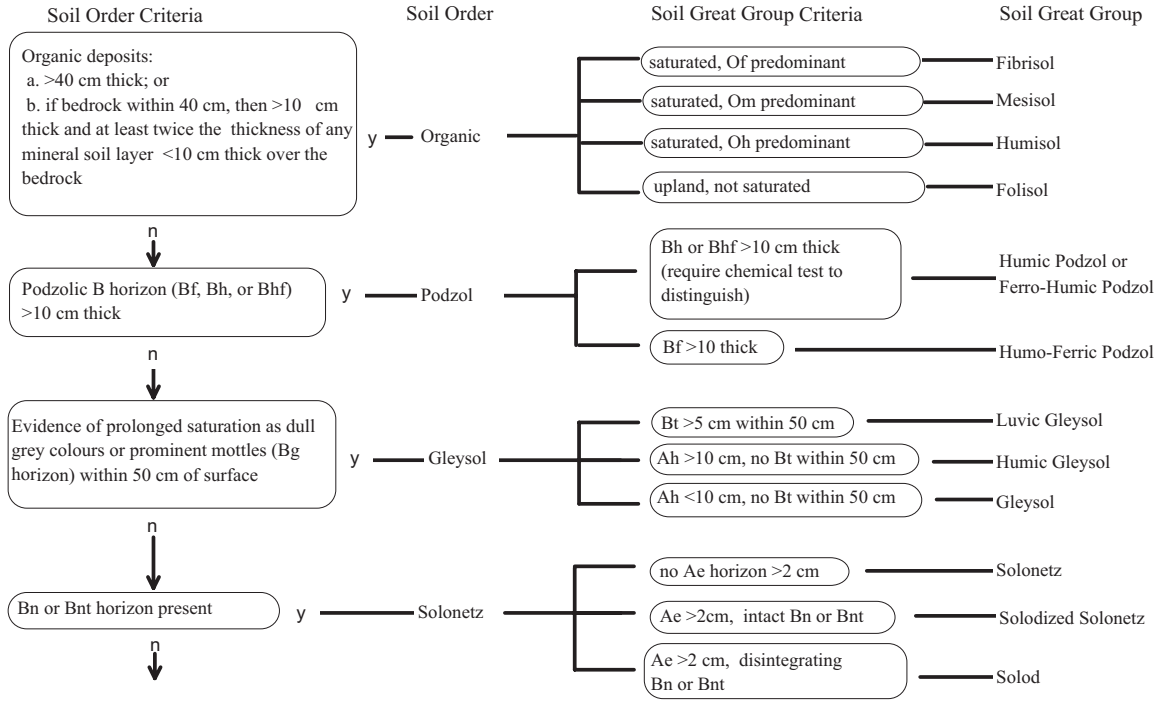 Soil Order Criteria
Soil Order
Soil Great Group Criteria
Soil Great Group
Organic deposits:
a. >40 cm thick; or
b. if bedrock within 40 cm, then >10 cm
thick and at least twice the thickness of any
mineral soil layer <10 cm thick over the
bedrock
y
Organic
saturated, Of predominant
Fibrisol
saturated, Om predominant
Mesisol
saturated, Oh predominant
Humisol
upland, not saturated
Folisol
n
Podzolic B horizon (Bf, Bh, or Bhf)
>10 cm thick
y
Podzol
Bh or Bhf >10 cm thick
(require chemical test to
distinguish)
Humic Podzol or
Ferro-Humic Podzol
Bf >10 thick
Humo-Ferric Podzol
n
Evidence of prolonged saturation as dull
grey colours or prominent mottles (Bg
horizon) within 50 cm of surface
y
Gleysol
Bt >5 cm within 50 cm
Luvic Gleysol
Ah >10 cm, no Bt within 50 cm
Humic Gleysol
Ah <10 cm, no Bt within 50 cm
Gleysol
n
Bn or Bnt horizon present
y
Solonetz
no Ae horizon >2 cm
Solonetz
Ae >2cm, intact Bn or Bnt
Solodized Solonetz
Ae >2 cm, disintegrating
Bn or Bnt
Solod
n